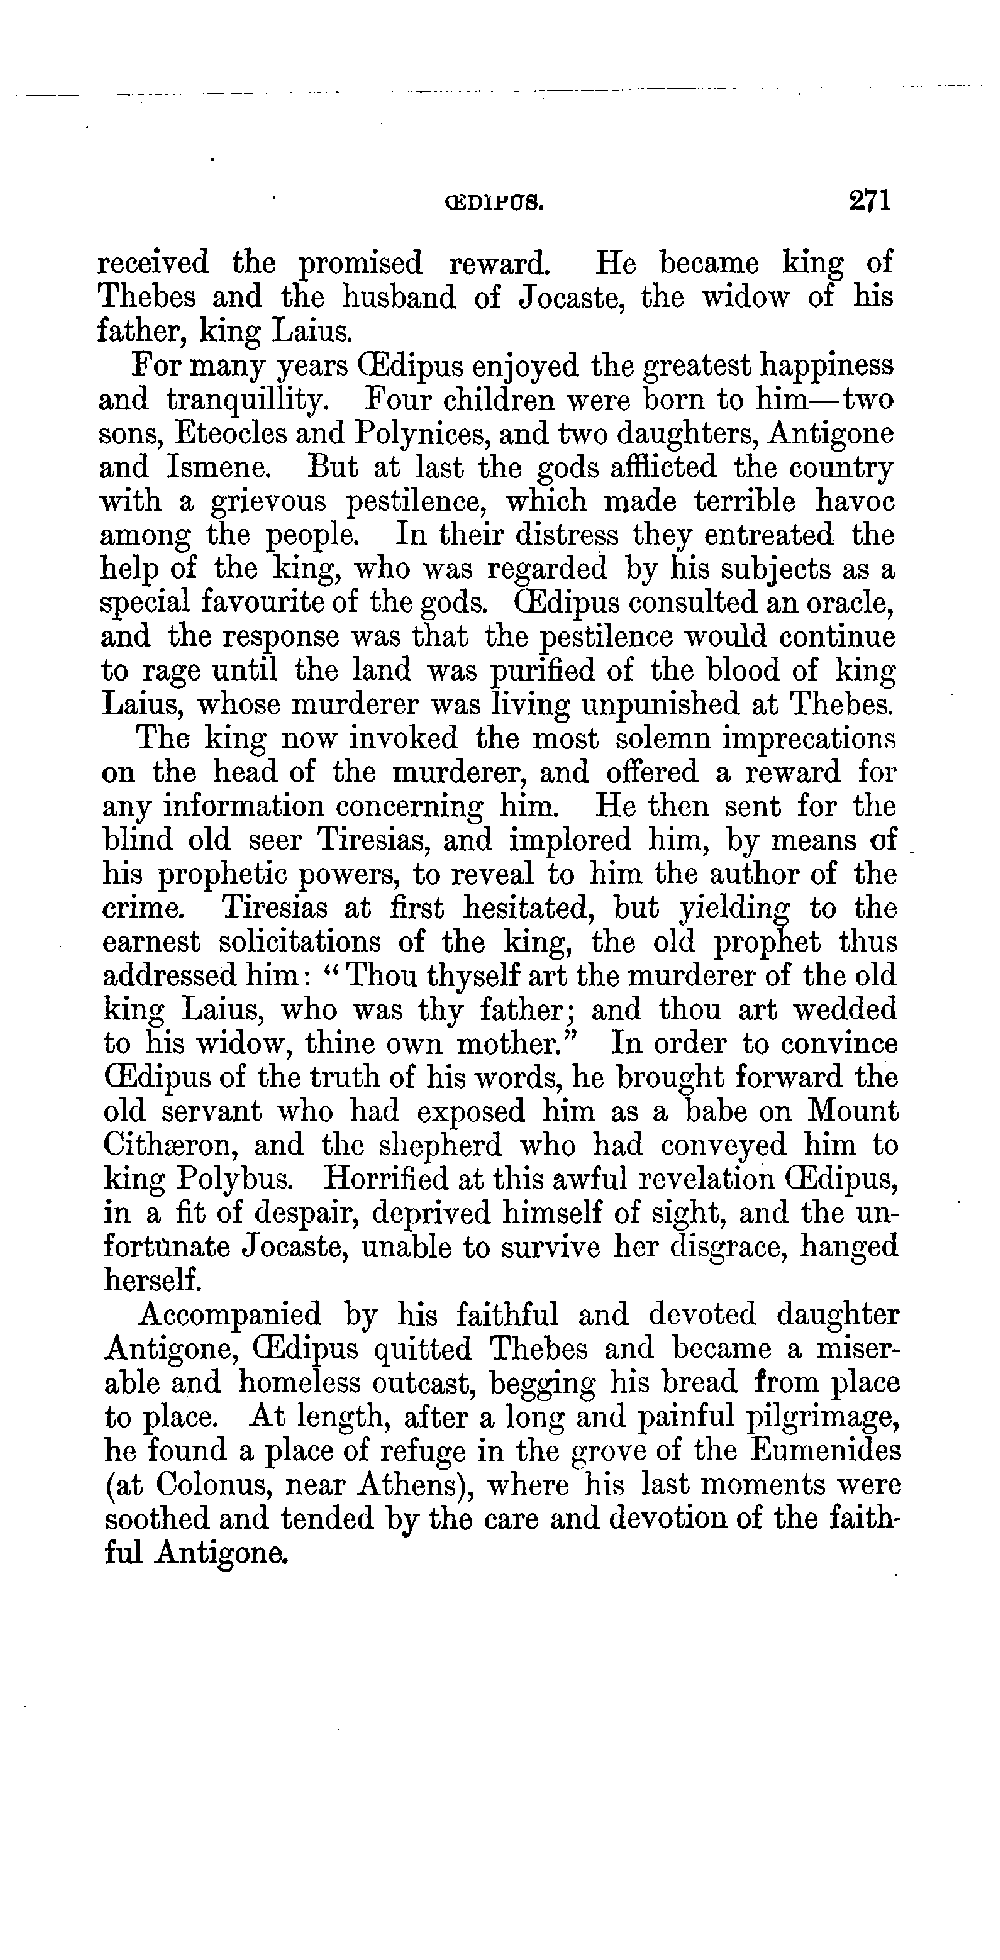 ŒDIPUS. 271
received the promised reward. He became king of
Thebes and the husband of Jocaste, the widow of his
father, king Laius.
For many years Œdipus enjoyed the greatest happiness
and tranquillity. Four children were born to him—two
sons, Eteocles and Polynices, and two daughters, Antigone
and Ismene. But at last the gods afflicted the country
with a grievous pestilence, which made terrible havoc
among the people. In their distress they entreated the
help of the king, who was regarded by his subjects as a
special favourite of the gods. Œdipus consulted an oracle,
and the response was that the pestilence would continue
to rage until the land was purified of the blood of king
Laius, whose murderer was living unpunished at Thebes.
The king now invoked the most solemn imprecations
on the head of the murderer, and offered a reward for
any information concerning him. He then sent for the
blind old seer Tiresias, and implored him, by means of
his prophetic powers, to reveal to him the author of the
crime. Tiresias at first hesitated, but yielding to the
earnest solicitations of the king, the old prophet thus
addressed him: “Thou thyself art the murderer of the old
king Laius, who was thy father; and thou art wedded
to his widow, thine own mother.” In order to convince
Œdipus of the truth of his words, he brought forward the
old servant who had exposed him as a babe on Mount
Cithæron, and the shepherd who had conveyed him to
king Polybus. Horrified at this awful revelation Œdipus,
in a fit of despair, deprived himself of sight, and the un-
fortunate Jocaste, unable to survive her disgrace, hanged
herself.
Accompanied by his faithful and devoted daughter
Antigone, Œdipus quitted Thebes and became a miser-
able and homeless outcast, begging his bread from place
to place. At length, after a long and painful pilgrimage,
he found a place of refuge in the grove of the Eumenides
(at Colonus, near Athens), where his last moments were
soothed and tended by the care and devotion of the faith-
ful Antigone.